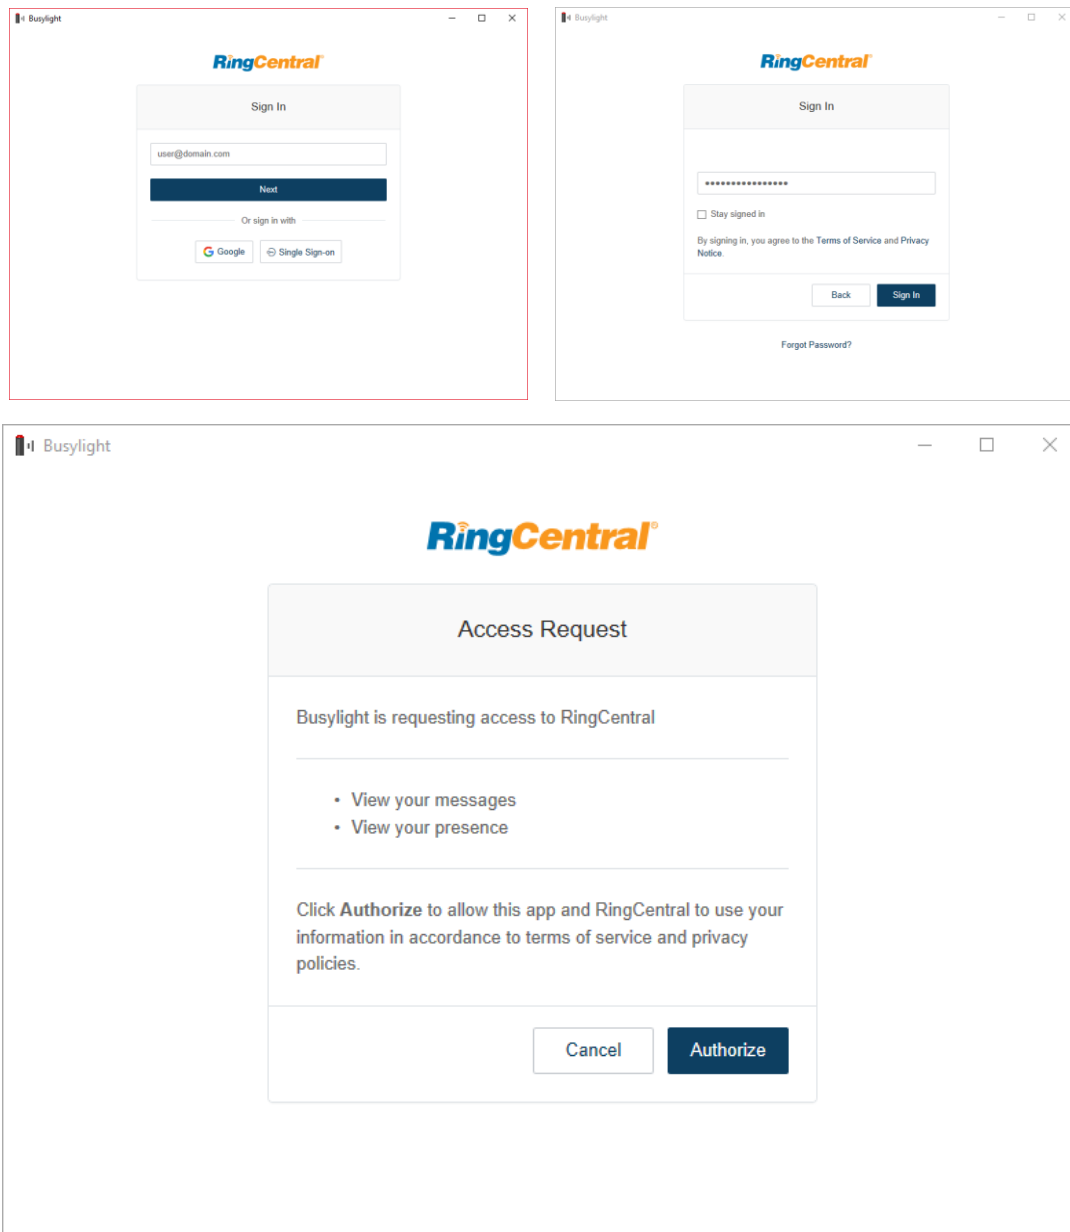 Busylight
RingCentral®
Sign In
user@domain.com
Next
Or sign in with
Google
Single Sign-on
Busylight
RingCentral®
Sign In
••••••••••••••••
Stay signed in
By signing in, you agree to the Terms of Service and Privacy
Notice.
Back
Sign In
Forgot Password?
Busylight
RingCentral®
Access Request
Busylight is requesting access to RingCentral
• View your messages
• View your presence
Click Authorize to allow this app and RingCentral to use your
information in accordance to terms of service and privacy
policies.
Cancel
Authorize